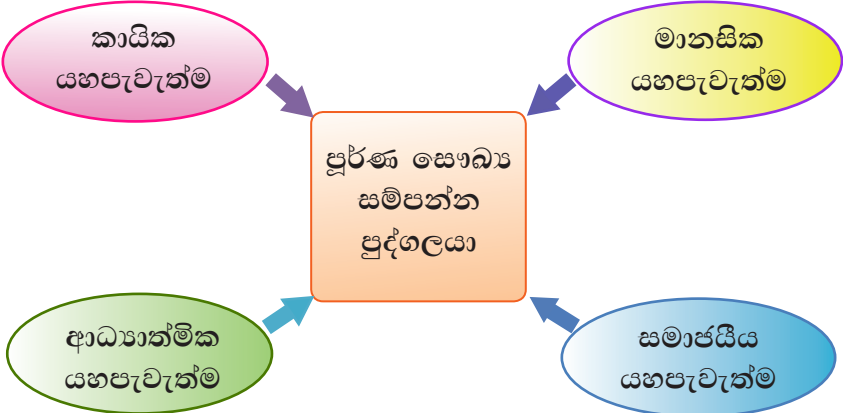 කායික
යහපැවැත්ම
මානසික
යහපැවැත්ම
පූර්ණ සෞඛ්‍ය
සම්පන්න
පුද්ගලයා
ආධ්‍යාත්මික
යහපැවැත්ම
සමාජයීය
යහපැවැත්ම